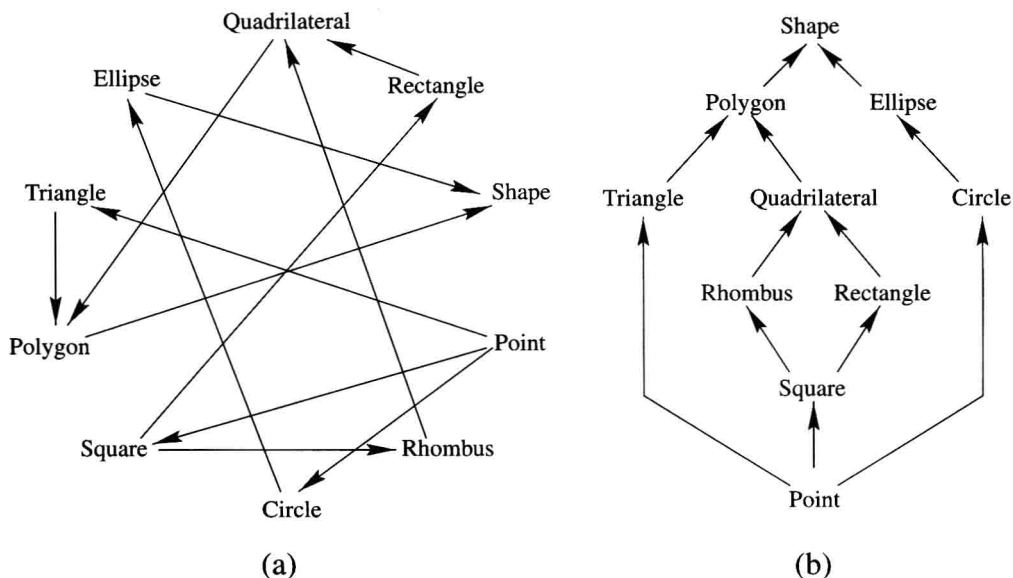 Quadrilateral
Ellipse
Rectangle
Triangle
Shape
Polygon
Point
Square
Rhombus
Circle
(a)
Shape
Polygon
Ellipse
Triangle
Quadrilateral
Circle
Rhombus
Rectangle
Square
Point
(b)